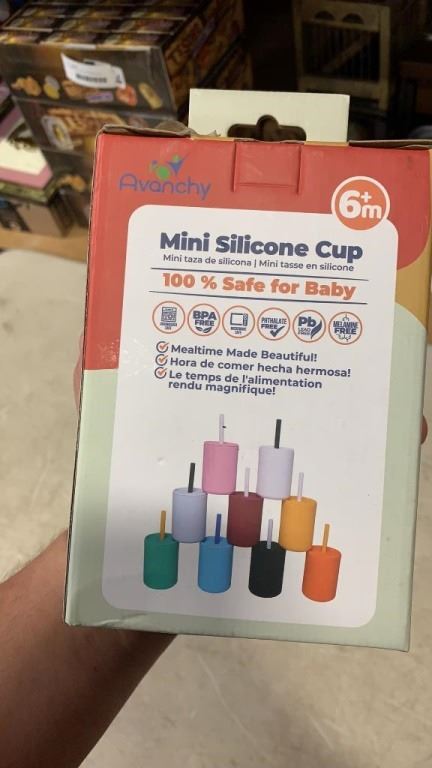 Avanchy
6+m
Mini Silicone Cup
Mini taza de silicona | Mini tasse en silicone
100 % Safe for Baby
BPA FREE
PHTHALATE FREE
Pb
MELAMINE FREE
Mealtime Made Beautiful!
Hora de comer hecha hermosa!
Le temps de l'alimentation
rendu magnifique!